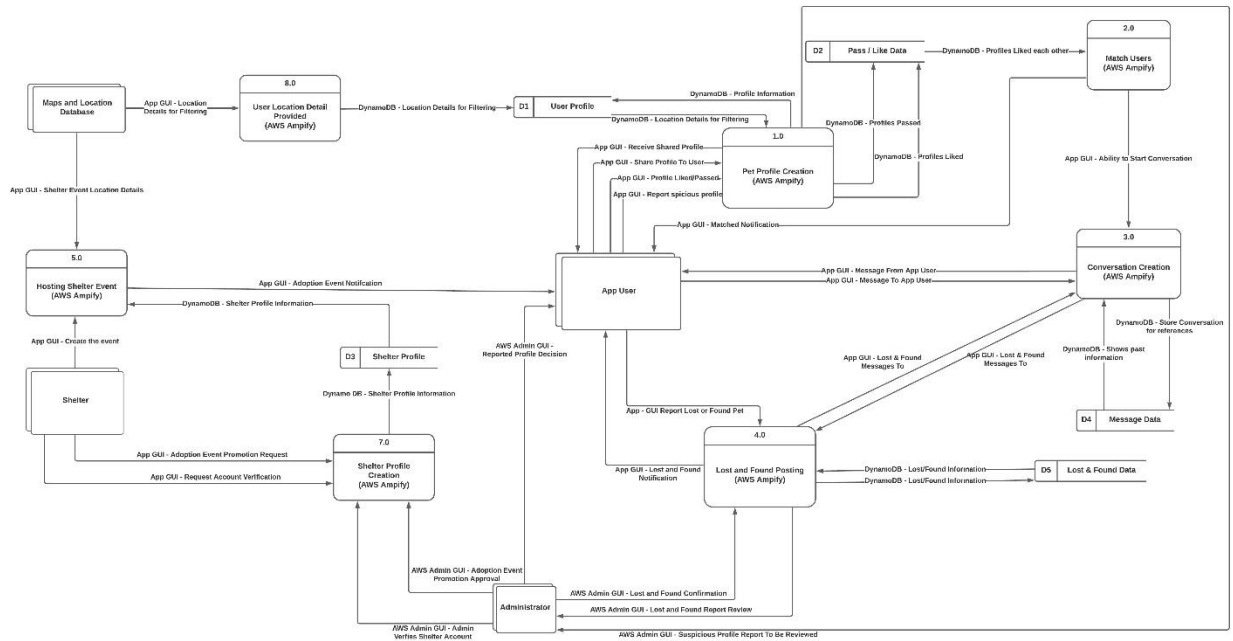 2.0
Match Users
(AWS Ampify)
D2
Pass / Like Data
DynamoDB - Profiles Liked each other
8.0
User Location Detail
Provided
(AWS Ampify)
Maps and Location
Database
App GUI - Location
Details for Filtering
DynamoDB - Location Details for Filtering
D1
User Profile
DynamoDB - Profile Information
DynamoDB - Location Details for Filtering
DynamoDB - Profiles Passed
DynamoDB - Profiles Liked
1.0
Pet Profile Creation
(AWS Ampify)
App GUI - Receive Shared Profile
App GUI - Share Profile To User
App GUI - Profile Liked/Passed
App GUI - Report spicious profile
App GUI - Ability to Start Conversation
App GUI - Shelter Event Location Details
App GUI - Matched Notification
3.0
Conversation Creation
(AWS Ampify)
5.0
Hosting Shelter Event
(AWS Ampify)
App GUI - Adoption Event Notifcation
DynamoDB - Shelter Profile Information
App User
App GUI - Message From App User
App GUI - Message To App User
App GUI - Create the event
D3
Shelter Profile
AWS Admin GUI -
Reported Profile Decision
DynamoDB - Store Conversation
for references
DynamoDB - Shows past
information
App GUI - Lost & Found
Messages To
App GUI - Lost & Found
Messages To
Shelter
Dynamo DB - Shelter Profile Information
App - GUI Report Lost or Found Pet
D4
Message Data
7.0
Shelter Profile
Creation
(AWS Ampify)
App GUI - Adoption Event Promotion Request
App GUI - Request Account Verification
4.0
Lost and Found Posting
(AWS Ampify)
App GUI - Lost and Found
Notification
DynamoDB - Lost/Found Information
DynamoDB - Lost/Found Information
D5
Lost & Found Data
AWS Admin GUI - Adoption Event
Promotion Approval
Administrator
AWS Admin GUI - Lost and Found Confirmation
AWS Admin GUI - Lost and Found Report Review
AWS Admin GUI - Admin
Verfies Shelter Account
AWS Admin GUI - Suspicious Profile Report To Be Reviewed